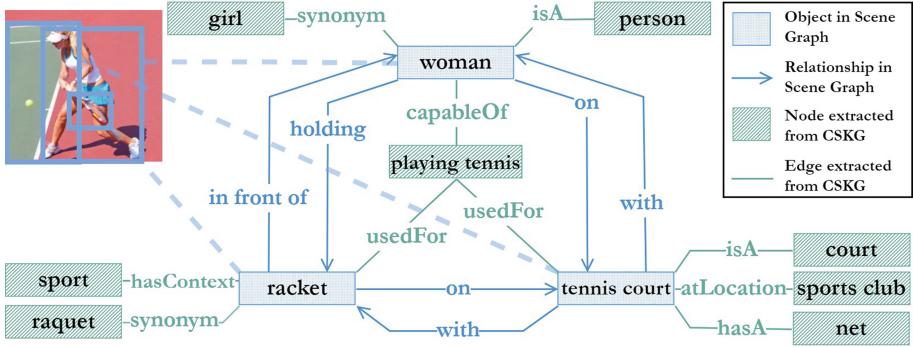 girl
synonym
isA
person
woman
Object in Scene
Graph
Relationship in
Scene Graph
Node extracted
from CSKG
Edge extracted
from CSKG
capableOf
on
holding
playing tennis
in front of
usedFor
with
usedFor
isA
court
sport
hasContext
racket
on
tennis court
atLocation
sports club
raquet
synonym
with
hasA
net